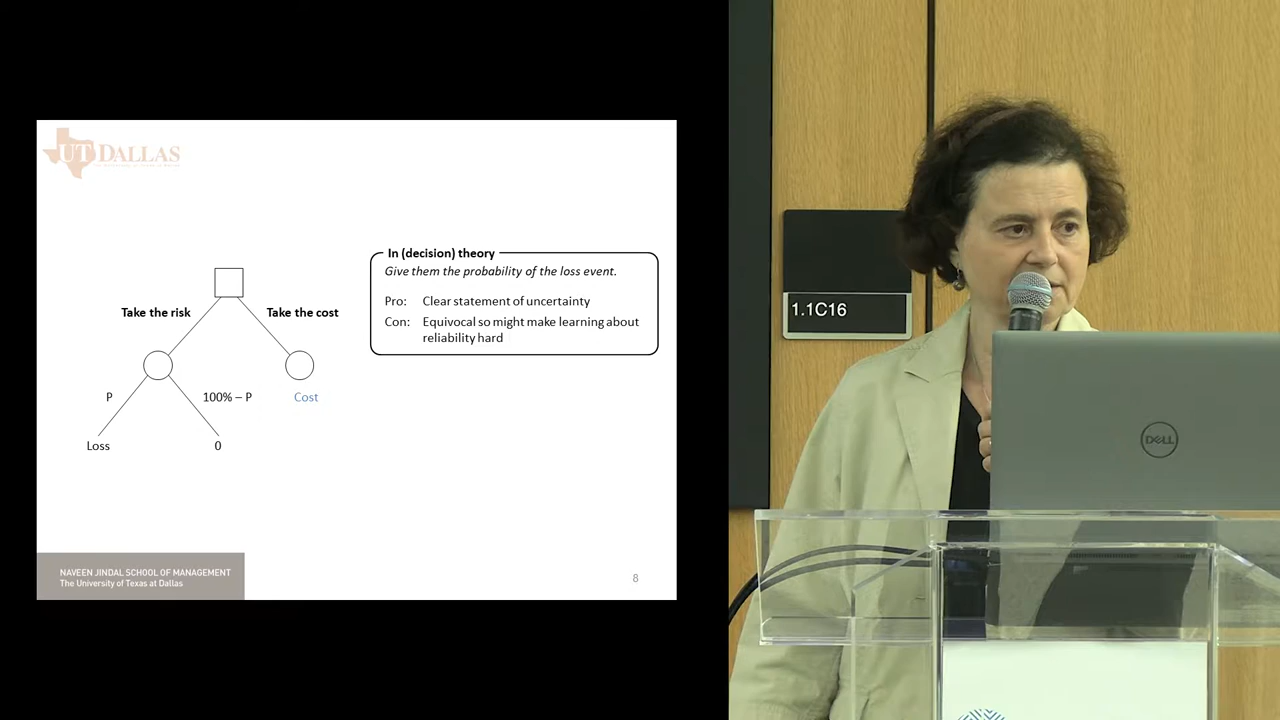 UT DALLAS
In (decision) theory
Give them the probability of the loss event.
Pro: Clear statement of uncertainty
Con: Equivocal so might make learning about
reliability hard
Take the risk
Take the cost
P
100% – P
Cost
Loss
0
NAVEEN JINDAL SCHOOL OF MANAGEMENT
The University of Texas at Dallas
8
1.1C16
DELL